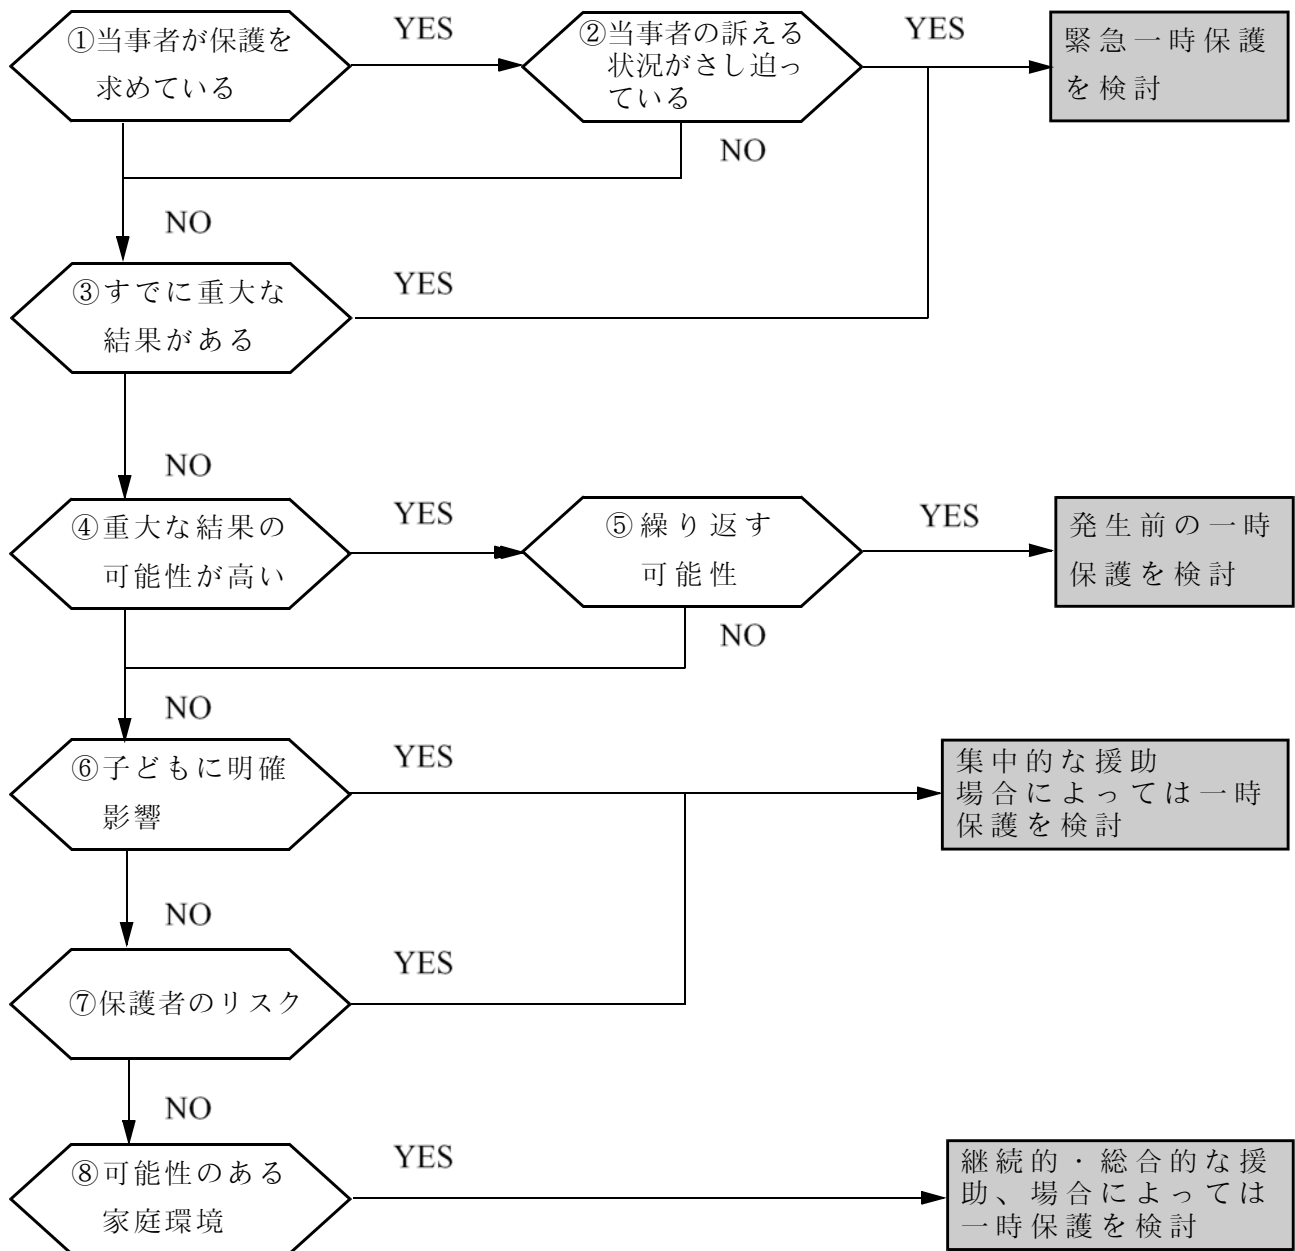 ①当事者が保護を
求めている
YES
②当事者の訴える
状況がさし迫っ
ている
YES
緊急一時保護
を検討
NO
NO
③すでに重大な
結果がある
YES
NO
④重大な結果の
可能性が高い
YES
⑤繰り返す
可能性
YES
発生前の一時
保護を検討
NO
NO
⑥子どもに明確
影響
YES
集中的な援助
場合によっては一時
保護を検討
NO
⑦保護者のリスク
YES
NO
⑧可能性のある
家庭環境
YES
継続的・総合的な援
助、場合によっては
一時保護を検討